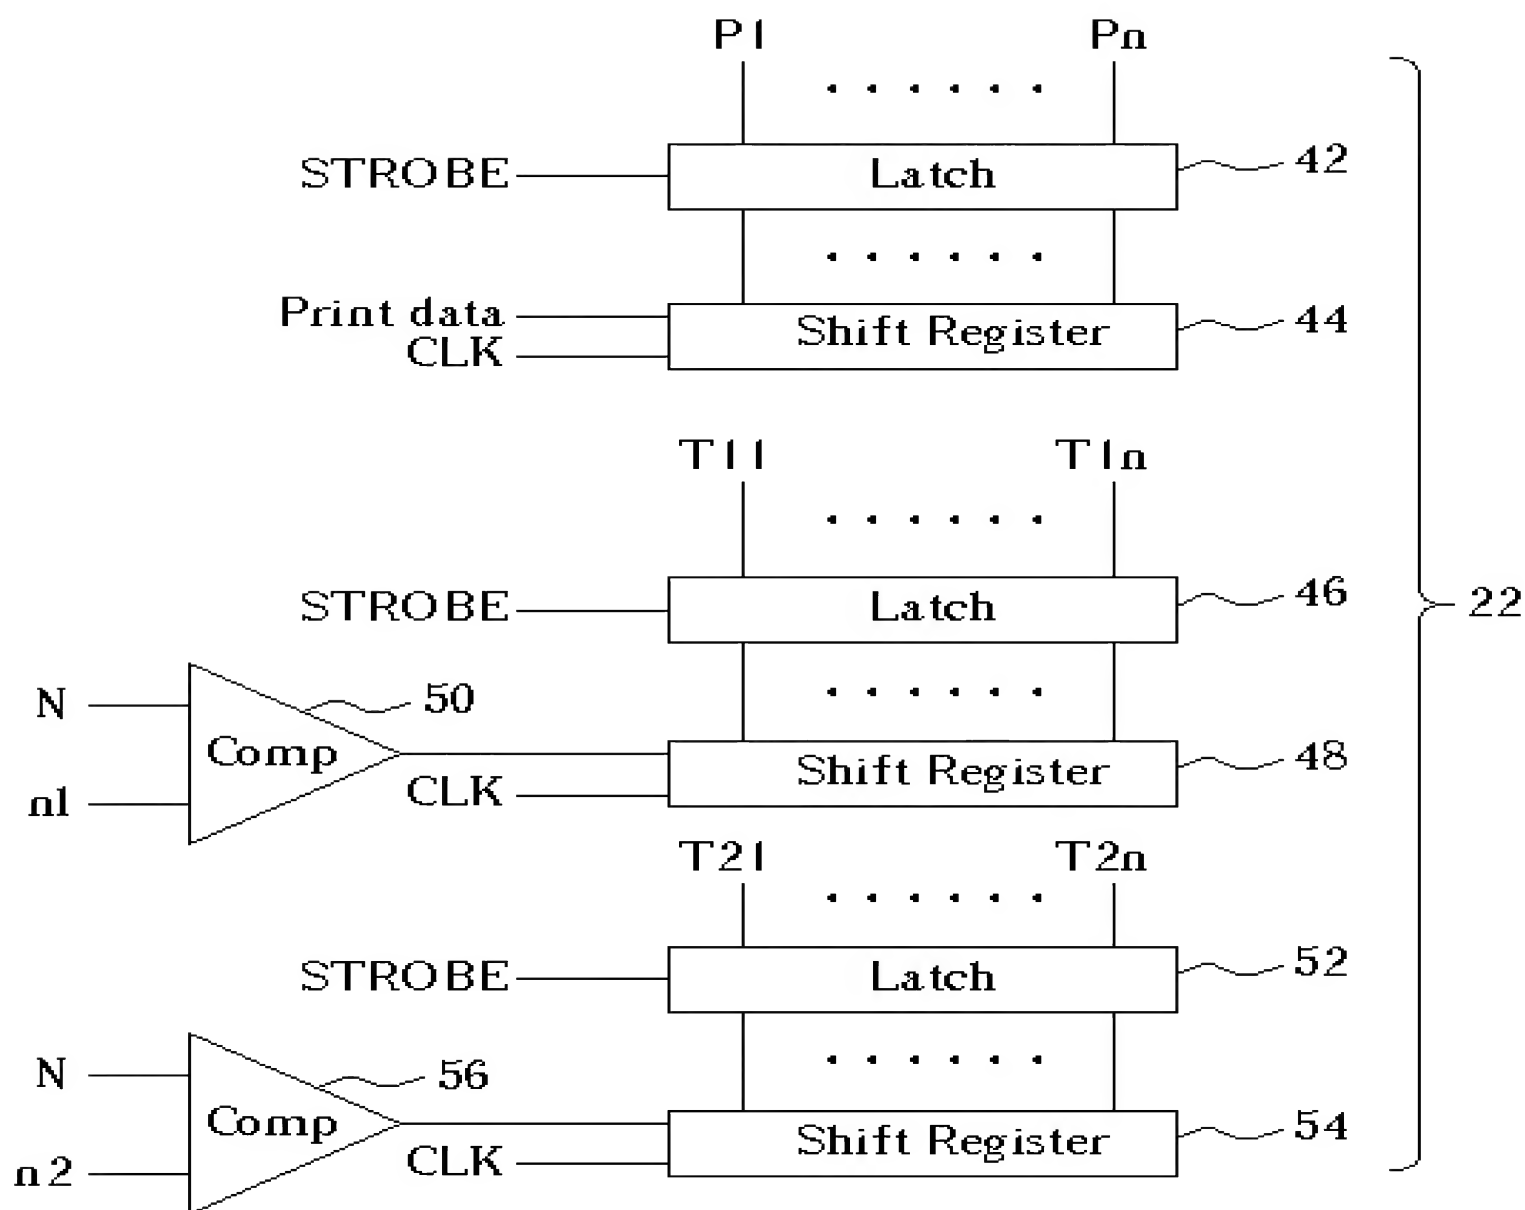 P1 Pn
STROBE Latch 42
Print data
CLK
Shift Register 44
T11 T1n
STROBE Latch 46
22
N
n1
Comp
50
CLK
Shift Register 48
T21 T2n
STROBE Latch 52
N
n2
Comp
56
CLK
Shift Register 54